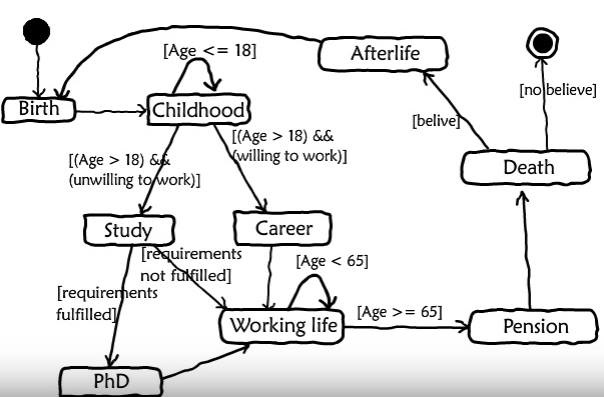 [Age <= 18]
Afterlife
Birth
Childhood
[no believe]
[belive]
[(Age > 18) &&
(unwilling to work)]
[(Age > 18) &&
(willing to work)]
Death
Study
Career
[requirements
not fulfilled]
[Age < 65]
[requirements
fulfilled]
Working life
[Age >= 65]
Pension
PhD